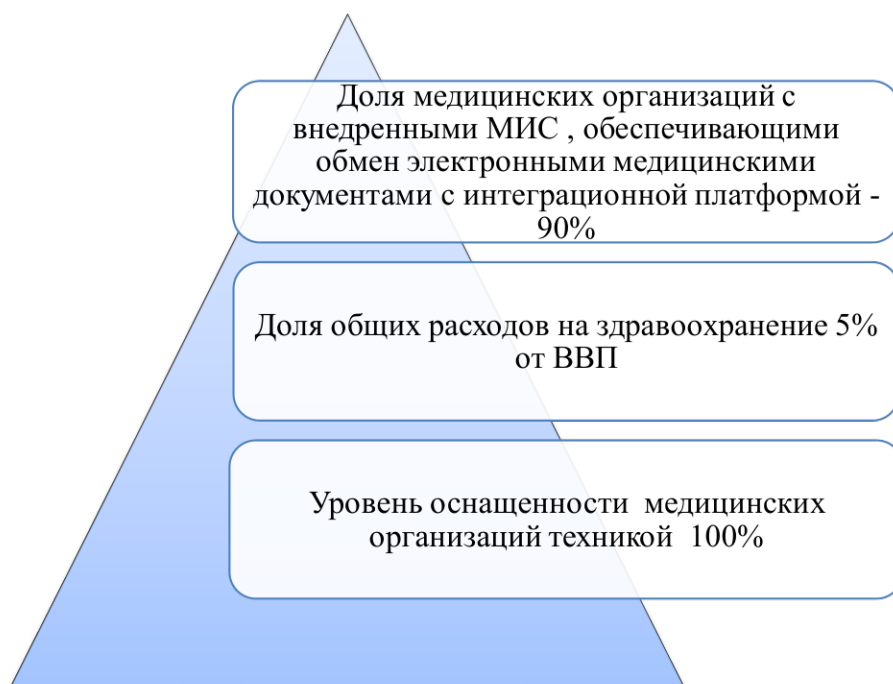 Доля медицинских организаций с
внедренными МИС , обеспечивающими
обмен электронными медицинскими
документами с интеграционной платформой -
90%
Доля общих расходов на здравоохранение 5%
от ВВП
Уровень оснащенности  медицинских
организаций техникой  100%